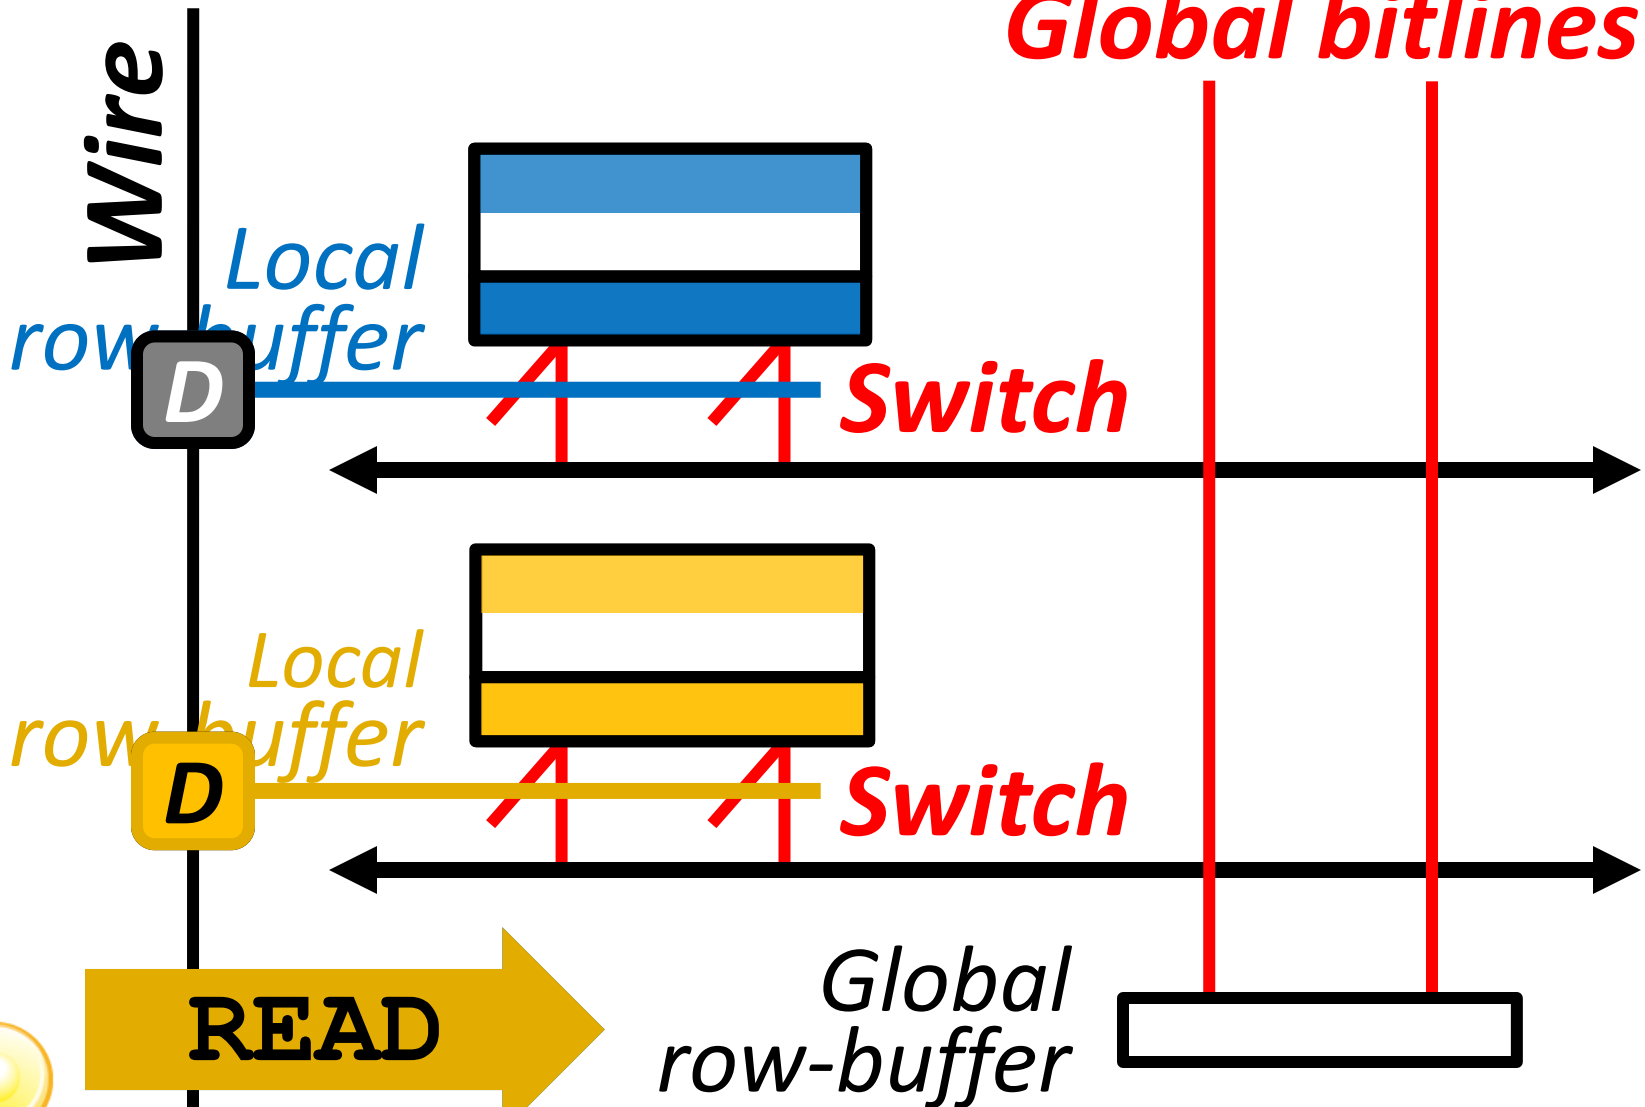 Global bitlines
Wire
Local
row-buffer
D
Switch
Local
row-buffer
D
Switch
READ
Global
row-buffer